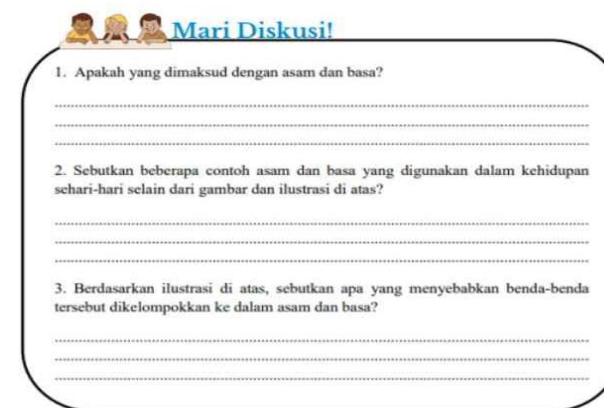 Mari Diskusi!
1. Apakah yang dimaksud dengan asam dan basa?
2. Sebutkan beberapa contoh asam dan basa yang digunakan dalam kehidupan
sehari-hari selain dari gambar dan ilustrasi di atas?
3. Berdasarkan ilustrasi di atas, sebutkan apa yang menyebabkan benda-benda
tersebut dikelompokkan ke dalam asam dan basa?